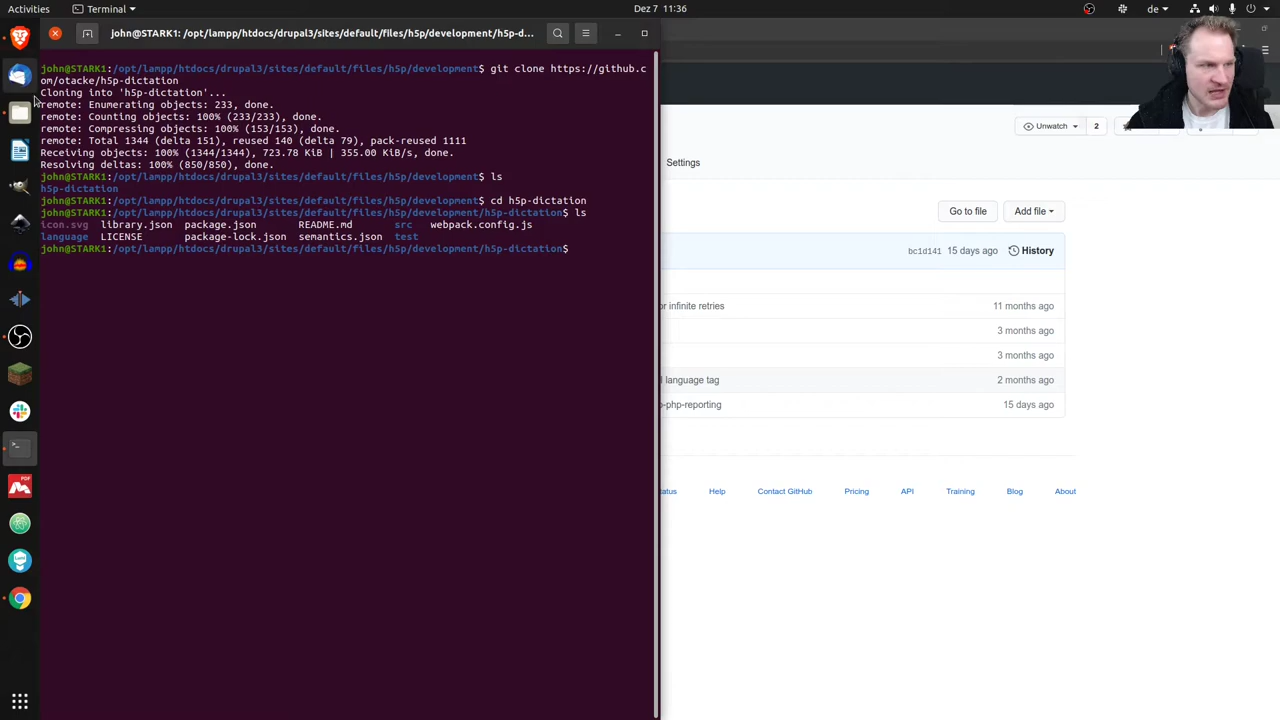 Activities
Terminal
Dez 7 11:36
de
john@STARK1: /opt/lampp/htdocs/drupal3/sites/default/files/h5p/development/h5p-d...
john@STARK1:/opt/lampp/htdocs/drupal3/sites/default/files/h5p/development$ git clone https://github.c
om/otacke/h5p-dictation
Cloning into 'h5p-dictation'...
remote: Enumerating objects: 233, done.
remote: Counting objects: 100% (233/233), done.
remote: Compressing objects: 100% (153/153), done.
remote: Total 1344 (delta 151), reused 140 (delta 79), pack-reused 1111
Receiving objects: 100% (1344/1344), 723.78 KiB | 355.00 KiB/s, done.
Resolving deltas: 100% (850/850), done.
john@STARK1:/opt/lampp/htdocs/drupal3/sites/default/files/h5p/development$ ls
h5p-dictation
john@STARK1:/opt/lampp/htdocs/drupal3/sites/default/files/h5p/development$ cd h5p-dictation
john@STARK1:/opt/lampp/htdocs/drupal3/sites/default/files/h5p/development/h5p-dictation$ ls
icon.svg library.json package.json README.md src webpack.config.js
language LICENSE package-lock.json semantics.json test
john@STARK1:/opt/lampp/htdocs/drupal3/sites/default/files/h5p/development/h5p-dictation$
Unwatch 2
Settings
Go to file Add file
bc1d141 15 days ago History
or infinite retries 11 months ago
3 months ago
3 months ago
l language tag 2 months ago
-php-reporting 15 days ago
tatus Help Contact GitHub Pricing API Training Blog About
PDF